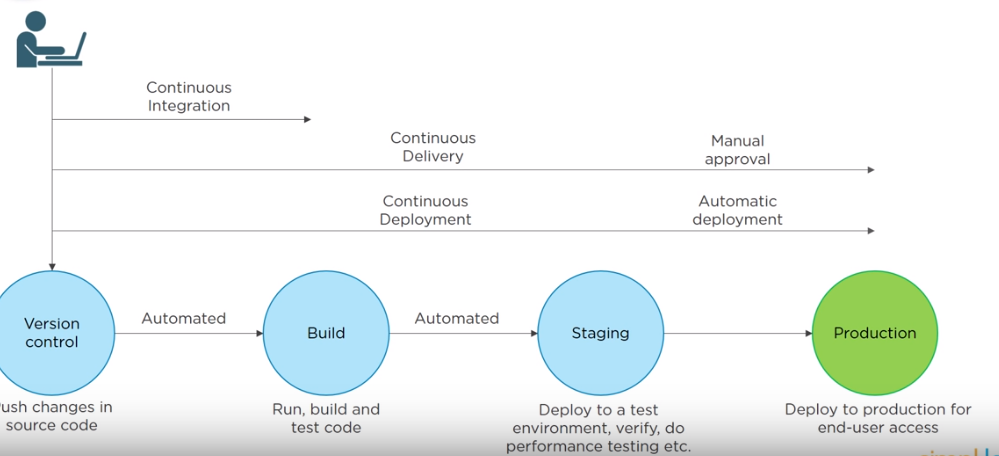 Continuous
Integration
Continuous
Delivery
Manual
approval
Continuous
Deployment
Automatic
deployment
Version
control
Automated
Build
Automated
Staging
Production
ush changes in
source code
Run, build and
test code
Deploy to a test
environment, verify, do
performance testing etc.
Deploy to production for
end-user access